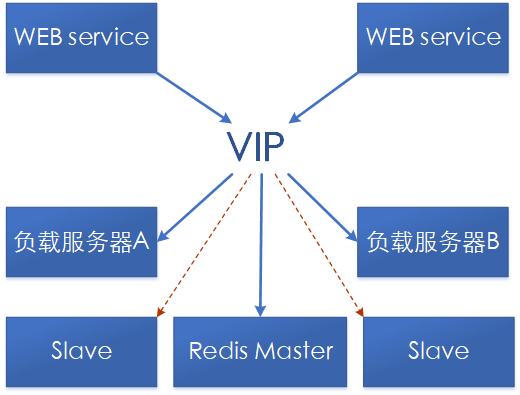 WEB service
WEB service
VIP
负载服务器A
负载服务器B
Slave
Redis Master
Slave